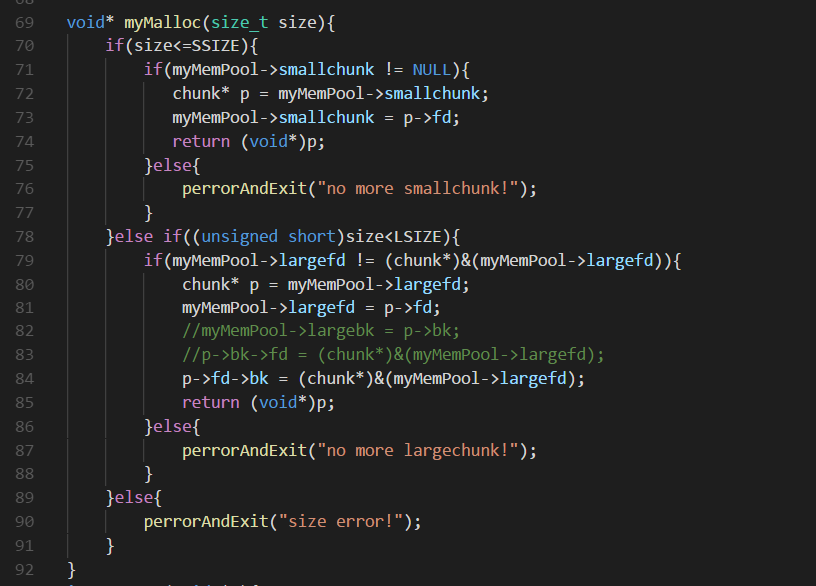 69 void* myMalloc(size_t size){
70 if(size<=SSIZE){
71 if(myMemPool->smallchunk != NULL){
72 chunk* p = myMemPool->smallchunk;
73 myMemPool->smallchunk = p->fd;
74 return (void*)p;
75 }else{
76 perrorAndExit("no more smallchunk!");
77 }
78 }else if((unsigned short)size<LSIZE){
79 if(myMemPool->largefd != (chunk*)&(myMemPool->largefd)){
80 chunk* p = myMemPool->largefd;
81 myMemPool->largefd = p->fd;
82 //myMemPool->largebk = p->bk;
83 //p->bk->fd = (chunk*)&(myMemPool->largefd);
84 p->fd->bk = (chunk*)&(myMemPool->largefd);
85 return (void*)p;
86 }else{
87 perrorAndExit("no more largechunk!");
88 }
89 }else{
90 perrorAndExit("size error!");
91 }
92 }